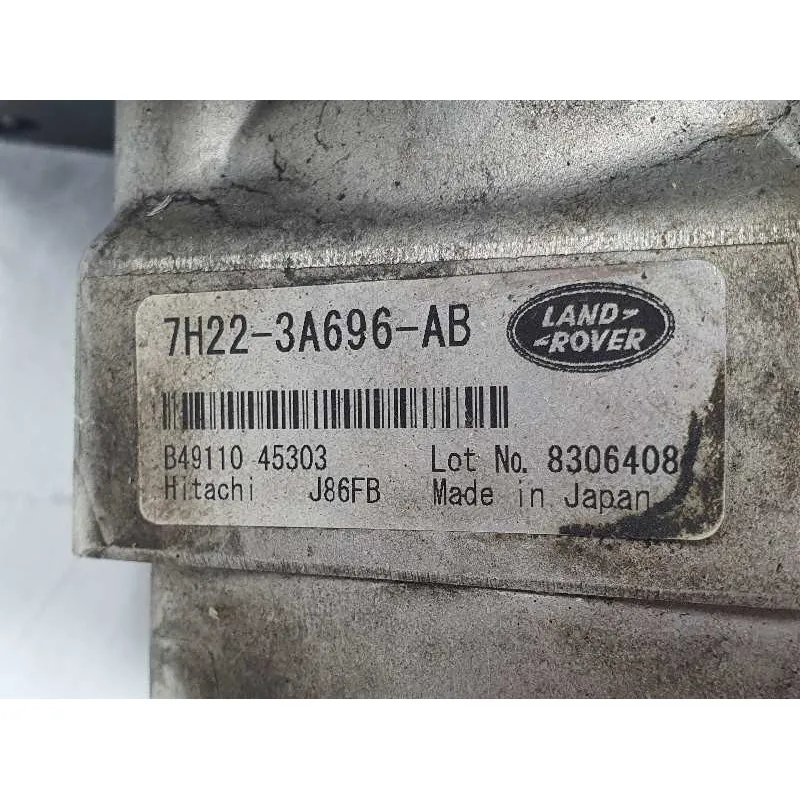 7H22-3A696-AB
LAND-
-ROVER
B49110 45303 Lot No. 8306408
Hitachi J86FB Made in Japan